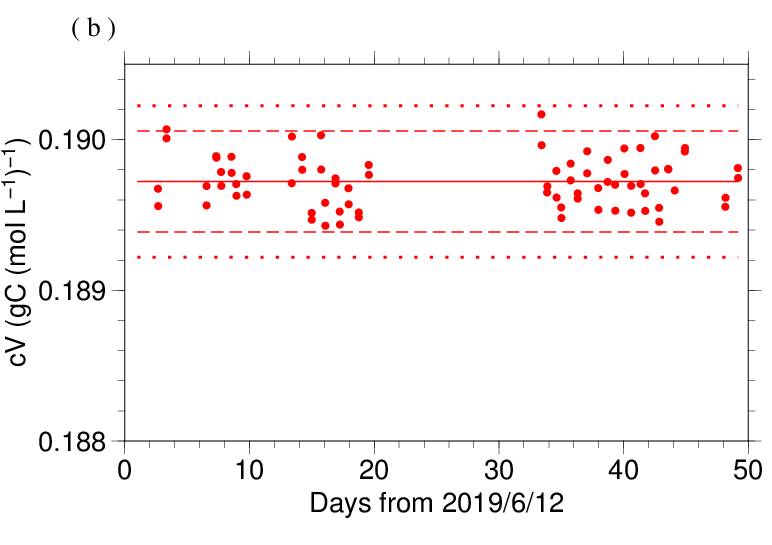 ( b )
0.190
0.189
0.188
cV (gC (mol L⁻¹)⁻¹)
0 10 20 30 40 50
Days from 2019/6/12